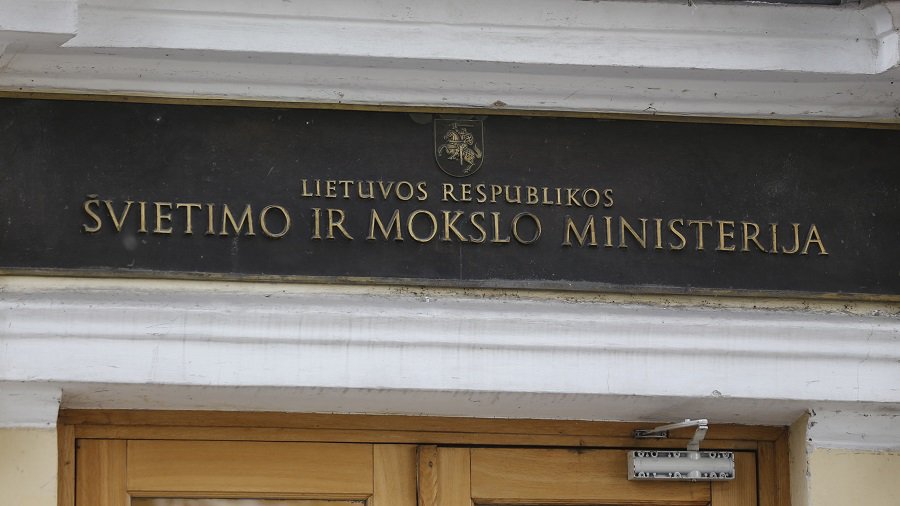 LIETUVOS RESPUBLIKOS
ŠVIETIMO IR MOKSLO MINISTERIJA